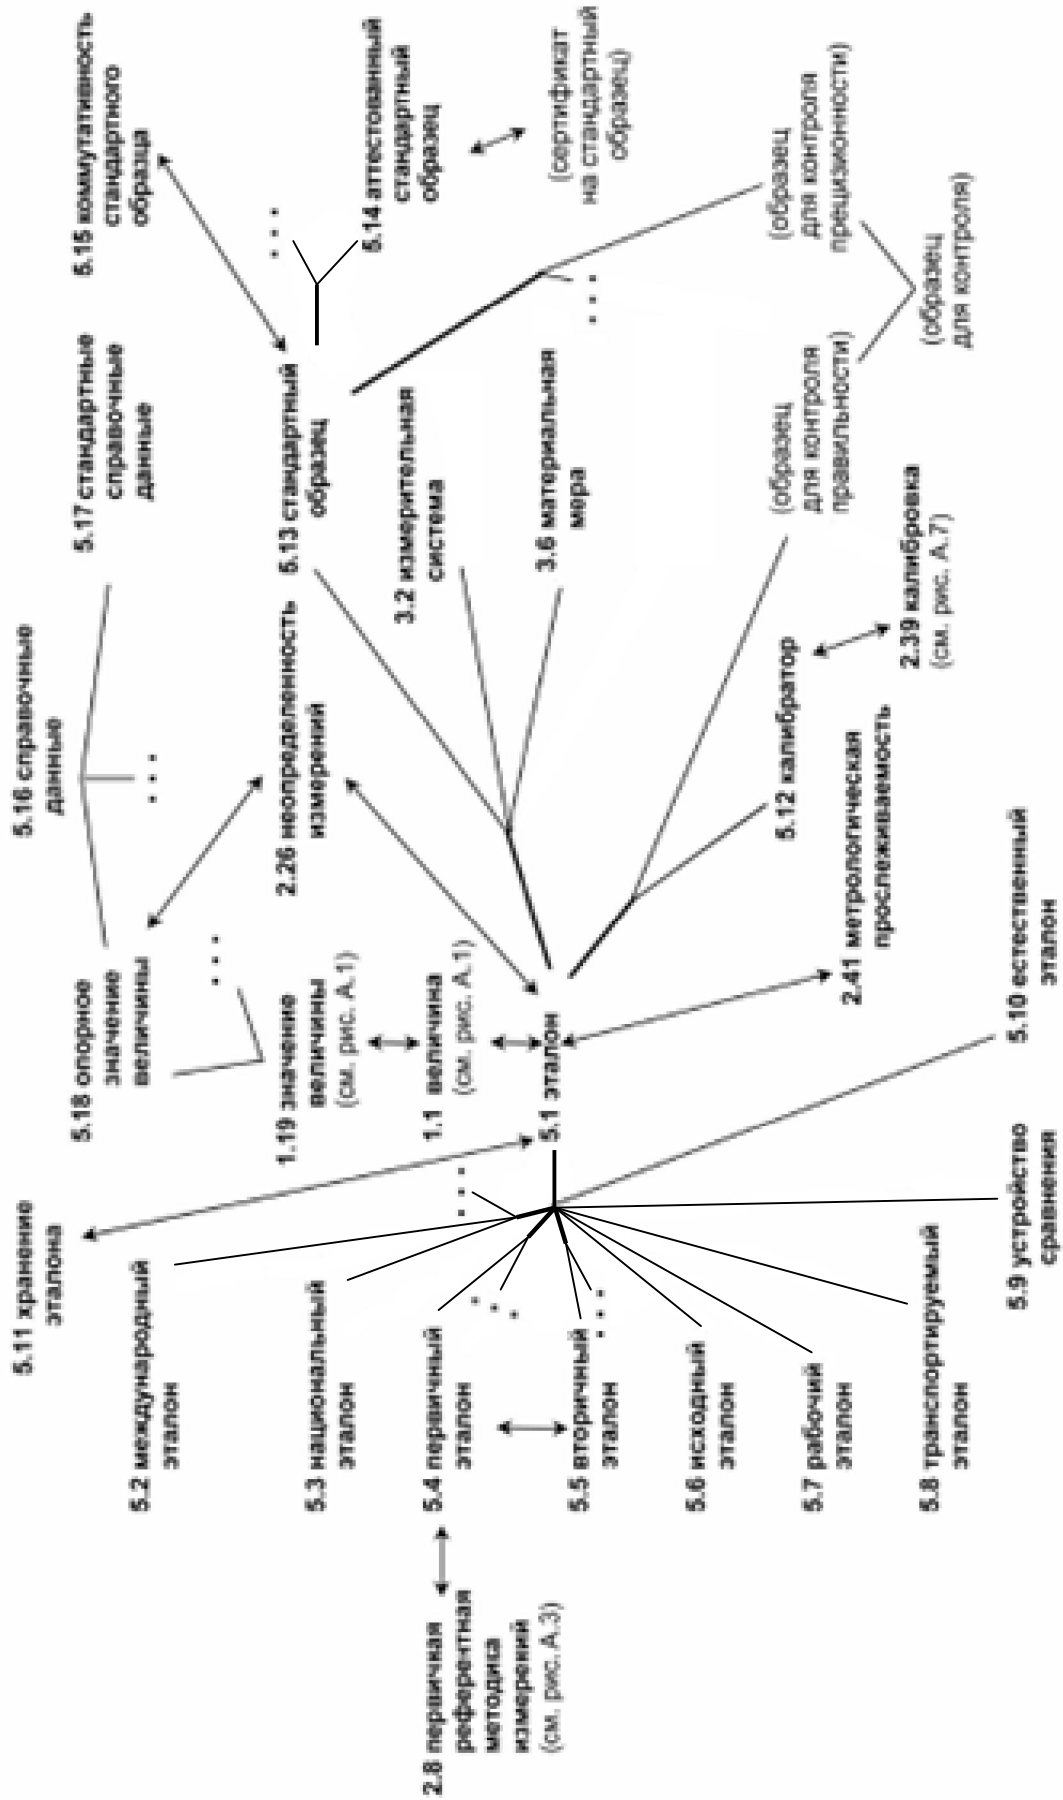 5.11 хранение
эталона
5.16 справочные
данные
5.18 опорное
значение
величины
5.17 стандартные
справочные
данные
5.15 коммутативность
стандартного
образца
5.2 международный
эталон
1.19 значение
величины
(см. рис. А.1)
2.26 неопределенность
измерений
5.13 стандартный
образец
. . .
. . .
. . .
5.14 аттестованный
стандартный
образец
5.3 национальный
эталон
1.1 величина
(см. рис. А.1)
3.2 измерительная
система
2.8 первичная
референтная
методика
измерений
(см. рис. А.3)
5.4 первичный
эталон
. . .
. . .
5.1 эталон
3.6 материальная
мера
. . .
(сертификат
на стандартный
образец)
5.5 вторичный
эталон
. . .
5.6 исходный
эталон
5.12 калибратор
(образец
для контроля
правильности)
(образец
для контроля
прецизионности)
5.7 рабочий
эталон
2.41 метрологическая
прослеживаемость
2.39 калибровка
(см. рис. А.7)
(образец
для контроля)
5.8 транспортируемый
эталон
5.9 устройство
сравнения
5.10 естественный
эталон